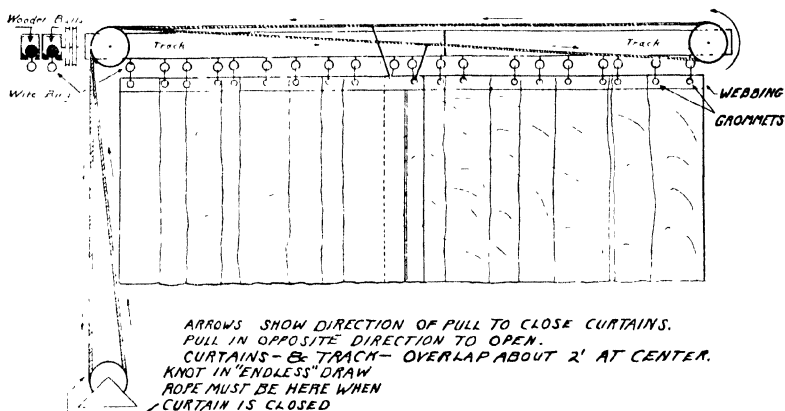 Wooden Balls
Track
Track
Wire Ring
WEBBING
GROMMETS
ARROWS SHOW DIRECTION OF PULL TO CLOSE CURTAINS.
PULL IN OPPOSITE DIRECTION TO OPEN.
CURTAINS - & TRACK - OVERLAP ABOUT 2' AT CENTER.
KNOT IN "ENDLESS" DRAW
ROPE MUST BE HERE WHEN
CURTAIN IS CLOSED